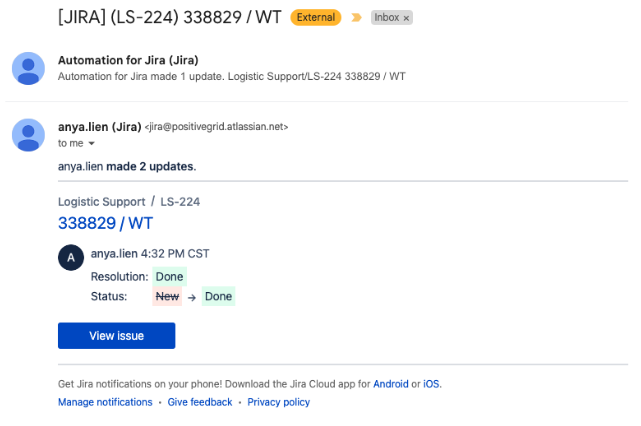 [JIRA] (LS-224) 338829 / WT External Inbox ×
Automation for Jira (Jira)
Automation for Jira made 1 update. Logistic Support/LS-224 338829 / WT
anya.lien (Jira) <jira@positivegrid.atlassian.net>
to me
anya.lien made 2 updates.
Logistic Support / LS-224
338829 / WT
A anya.lien 4:32 PM CST
Resolution: Done
Status: New → Done
View issue
Get Jira notifications on your phone! Download the Jira Cloud app for Android or iOS.
Manage notifications • Give feedback • Privacy policy